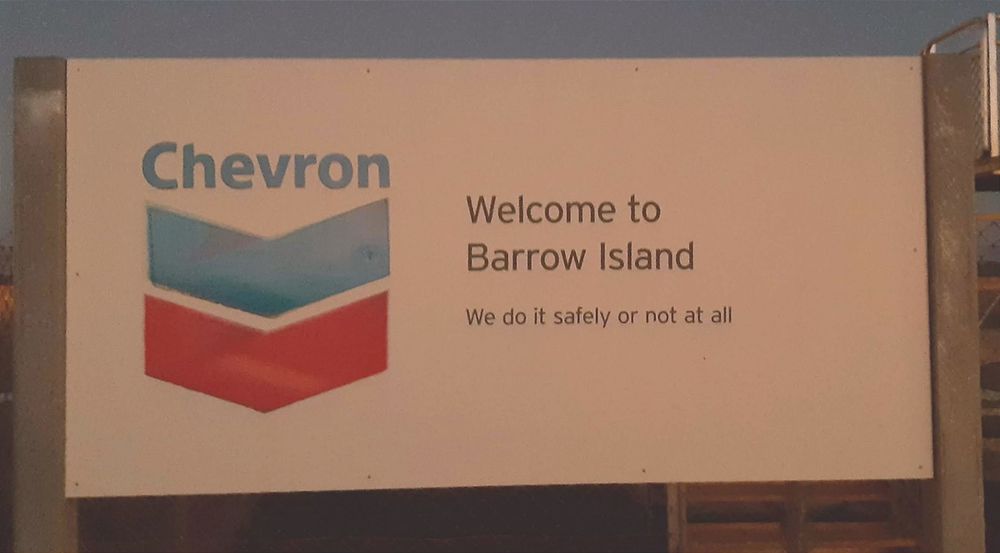 Chevron
Welcome to
Barrow Island
We do it safely or not at all